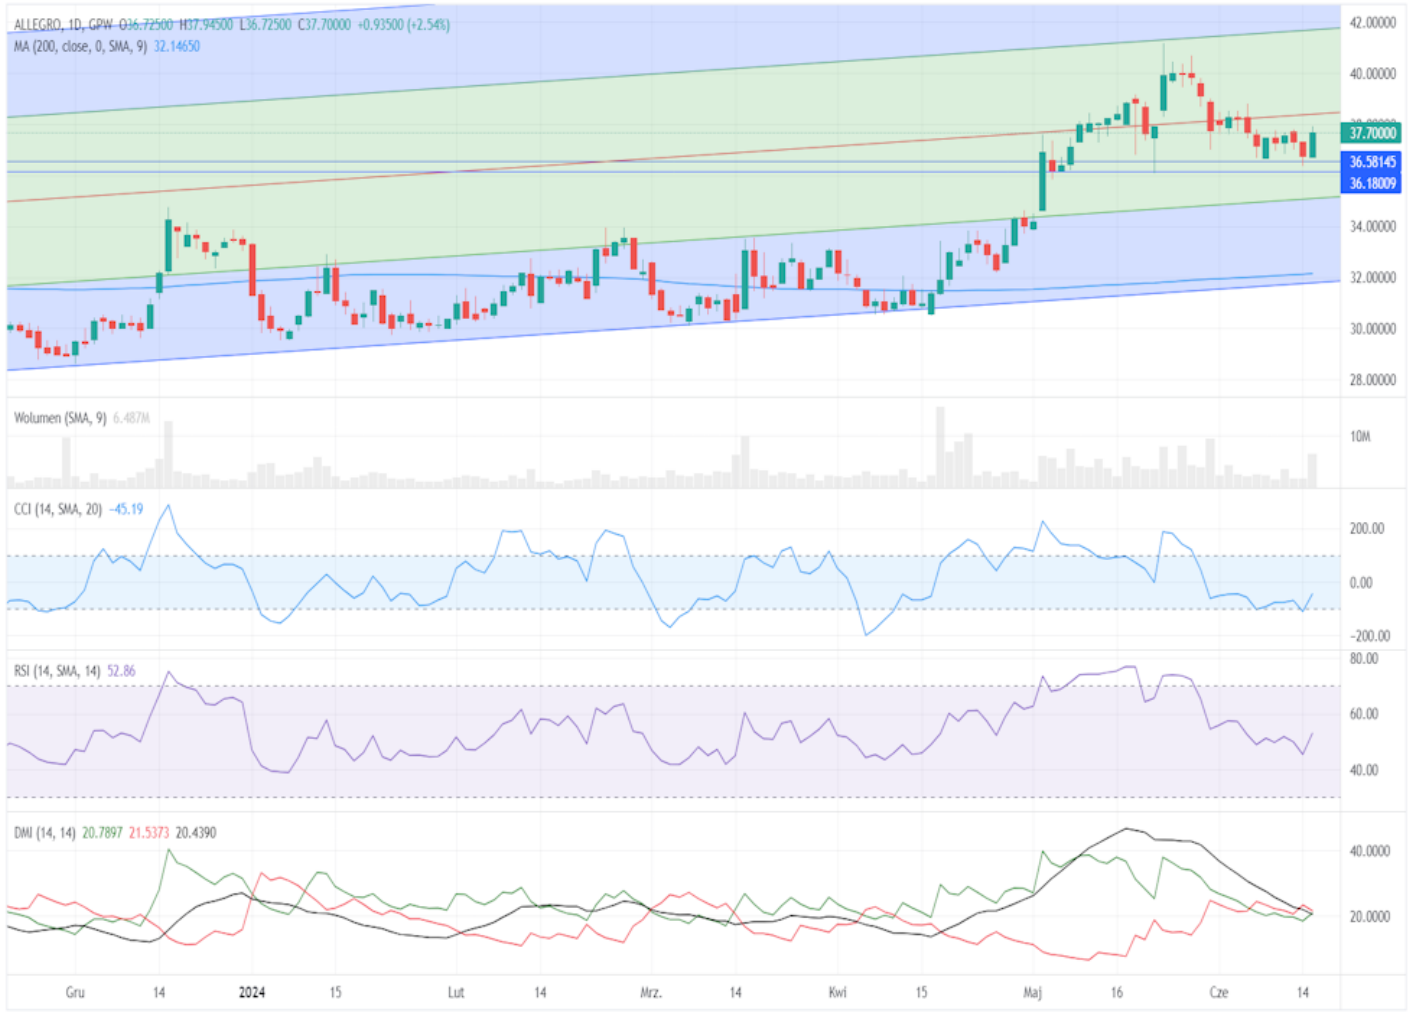 ALLEGRO, 1D, GPW O36.72500 H37.94500 L36.72500 C37.70000 +0.93500 (+2.54%)
MA (200, close, 0, SMA, 9) 32.14650
42.00000
40.00000
37.70000
36.58145
36.18009
34.00000
32.00000
30.00000
28.00000
Wolumen (SMA, 9) 6.487M
10M
CCI (14, SMA, 20) -45.19
200.00
0.00
-200.00
RSI (14, SMA, 14) 52.86
80.00
60.00
40.00
DMI (14, 14) 20.7897 21.5373 20.4390
40.0000
20.0000
Gru 14 2024 15 Lut 14 Mrz. 14 Kwi 15 Maj 16 Cze 14